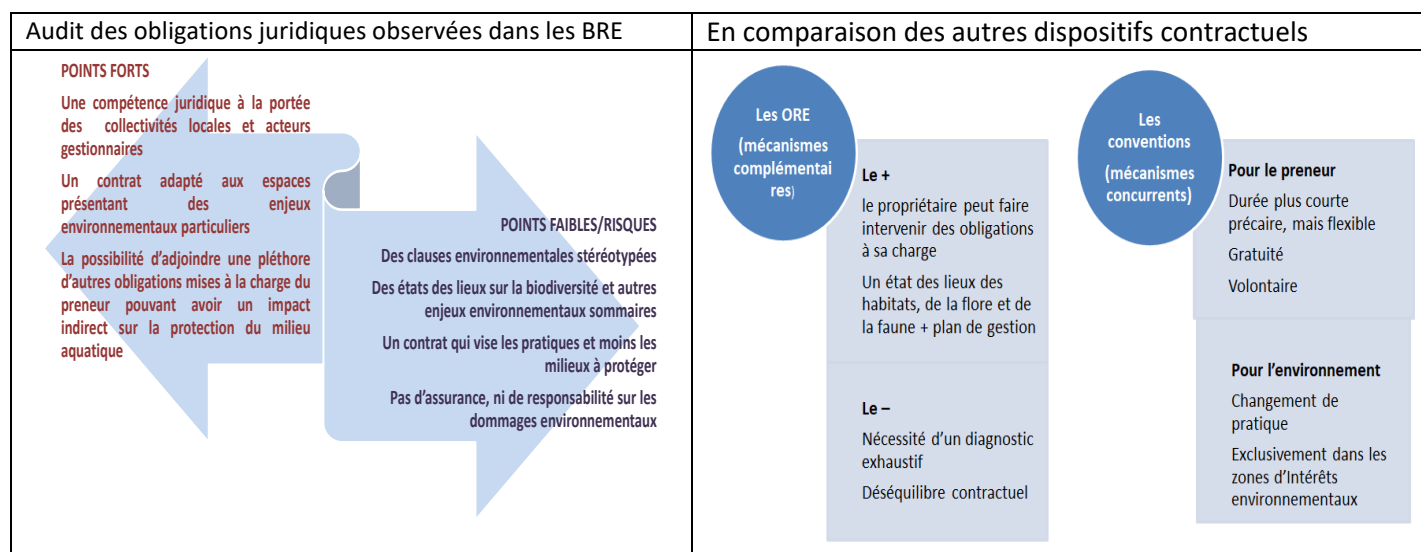 Audit des obligations juridiques observées dans les BRE
POINTS FORTS
Une compétence juridique à la portée
des collectivités locales et acteurs
gestionnaires
Un contrat adapté aux espaces
présentant des enjeux
environnementaux particuliers
La possibilité d'adjoindre une pléthore
d'autres obligations mises à la charge du
preneur pouvant avoir un impact
indirect sur la protection du milieu
aquatique
POINTS FAIBLES/RISQUES
Des clauses environnementales stéréotypées
Des états des lieux sur la biodiversité et autres
enjeux environnementaux sommaires
Un contrat qui vise les pratiques et moins les
milieux à protéger
Pas d'assurance, ni de responsabilité sur les
dommages environnementaux
En comparaison des autres dispositifs contractuels
Les ORE
(mécanismes
complémentai
res)
Le +
le propriétaire peut faire
intervenir des obligations
à sa charge
Un état des lieux des
habitats, de la flore et de
la faune + plan de gestion
Le –
Nécessité d'un diagnostic
exhaustif
Déséquilibre contractuel
Les
conventions
(mécanismes
concurrents)
Pour le preneur
Durée plus courte
précaire, mais flexible
Gratuité
Volontaire
Pour l'environnement
Changement de
pratique
Exclusivement dans les
zones d'Intérêts
environnementaux